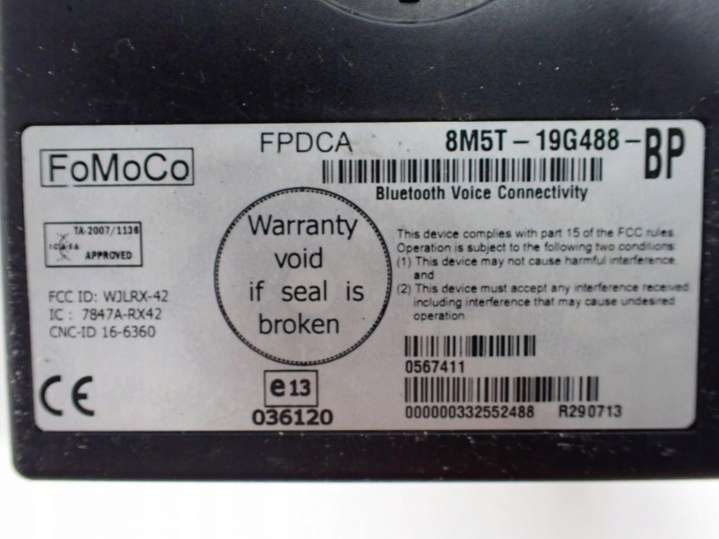 FPDCA 8M5T-19G488-BP
FoMoCo
Bluetooth Voice Connectivity
TA-2007/1136
APPROVED
Warranty
void
if seal is
broken
This device complies with part 15 of the FCC rules
Operation is subject to the following two conditions:
(1) This device may not cause harmful interference
and
(2) This device must accept any interference received
including interference that may cause undesired
operation
FCC ID: WJLRX-42
IC : 7847A-RX42
CNC-ID 16-6360
0567411
CE
e13
036120
000000332552488 R290713